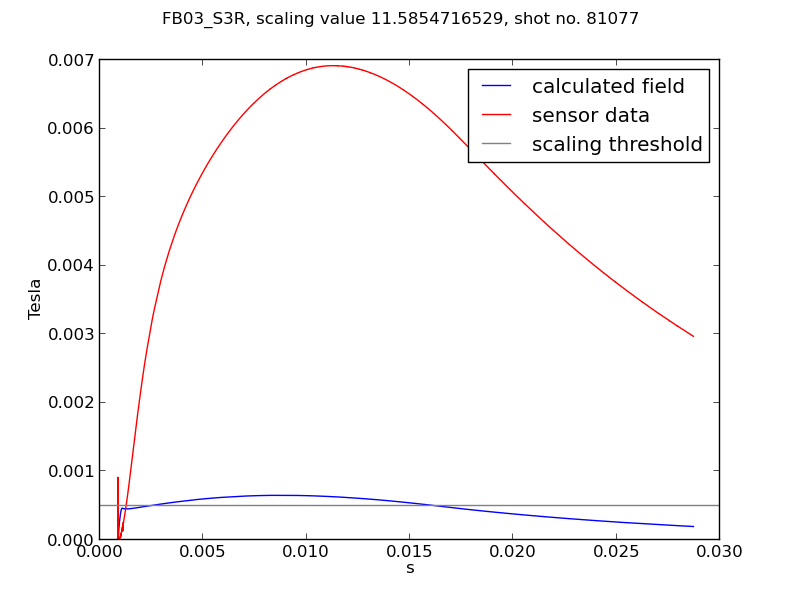 FB03_S3R, scaling value 11.5854716529, shot no. 81077
0.007
0.006
0.005
0.004
0.003
0.002
0.001
0.000
Tesla
calculated field
sensor data
scaling threshold
0.000 0.005 0.010 0.015 0.020 0.025 0.030
s